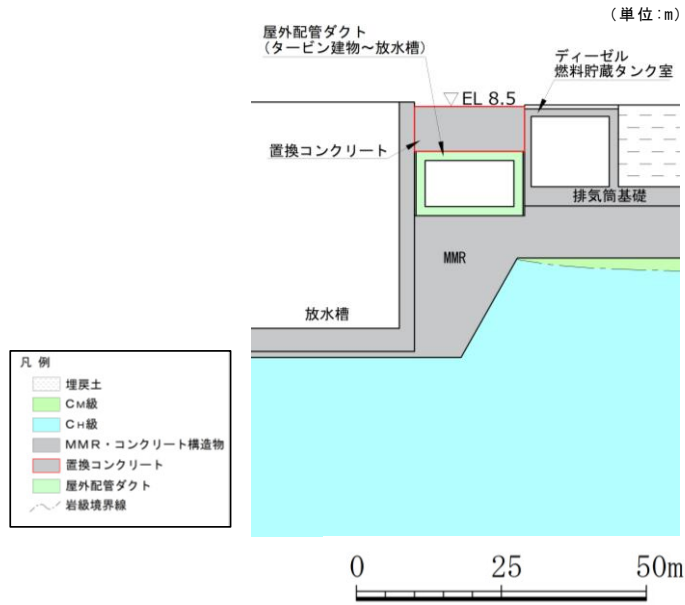 (単位:m)
屋外配管ダクト
(タービン建物～放水槽)
ディーゼル
燃料貯蔵タンク室
EL 8.5
置換コンクリート
排気筒基礎
MMR
放水槽
凡 例
埋戻土
CM級
CH級
MMR・コンクリート構造物
置換コンクリート
屋外配管ダクト
岩級境界線
0 25 50m